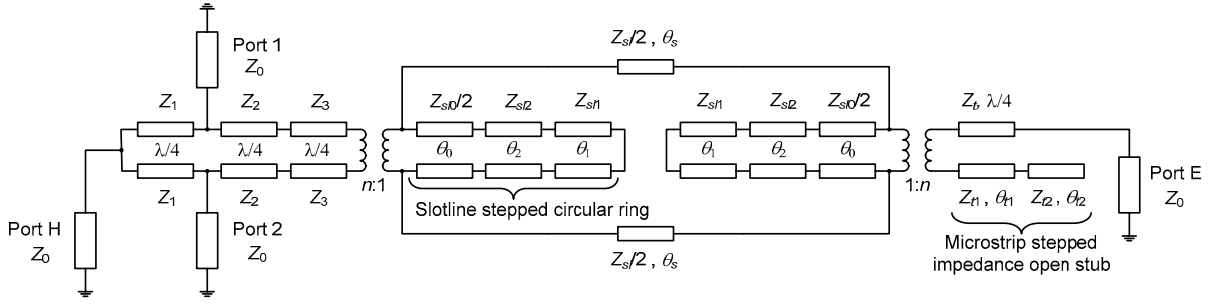 Port 1
Z0
Zsl/2 , θs
Z1 Z2 Z3
Zsl0/2 Zsl2 Zsl1
Zsl1 Zsl2 Zsl0/2
Zt, λ/4
λ/4 λ/4 λ/4
θ0 θ2 θ1
θ1 θ2 θ0
n:1
1:n
Z1 Z2 Z3
Slotline stepped circular ring
Zt1 , θt1 Zt2, θt2
Port E
Z0
Port H
Z0
Port 2
Z0
Zsl/2 , θs
Microstrip stepped
impedance open stub